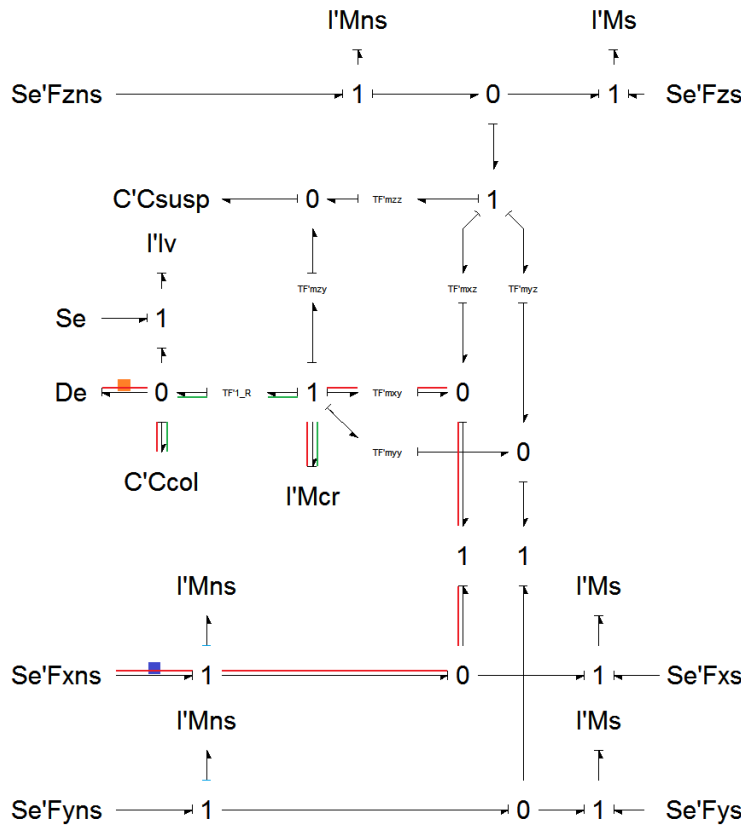 I'Mns I'Ms
Se'Fzns 1 0 1 Se'Fzs
C'Csusp 0 TF'mzz 1
I'Iv
TF'mzy TF'mxz TF'myz
Se 1
De 0 TF'1_R 1 TF'mxy 0
TF'myy 0
C'Ccol I'Mcr
1 1
I'Mns I'Ms
Se'Fxns 1 0 1 Se'Fxs
I'Mns I'Ms
Se'Fyns 1 0 1 Se'Fys